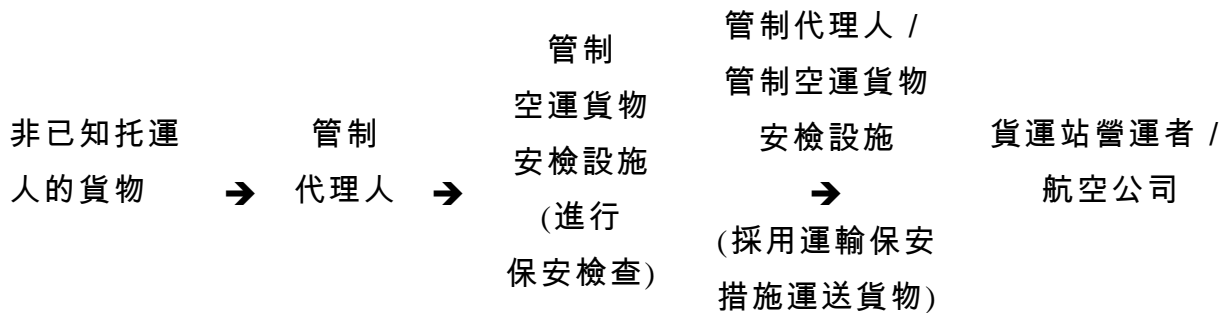 非已知托運
人的貨物
➔
管制
代理人
➔
管制
空運貨物
安檢設施
(進行
保安檢查)
管制代理人 /
管制空運貨物
安檢設施
➔
(採用運輸保安
措施運送貨物)
貨運站營運者 /
航空公司